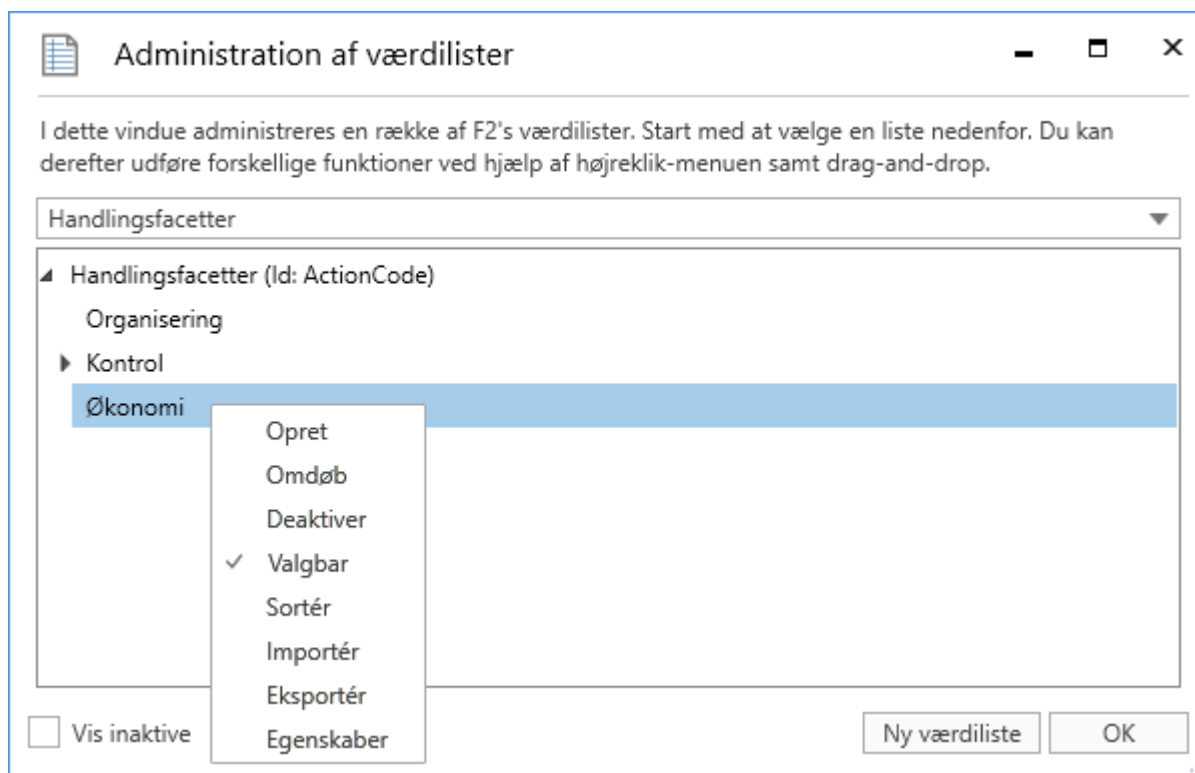 Administration af værdilister
I dette vindue administreres en række af F2's værdilister. Start med at vælge en liste nedenfor. Du kan
derefter udføre forskellige funktioner ved hjælp af højreklik-menuen samt drag-and-drop.
Handlingsfacetter
Handlingsfacetter (Id: ActionCode)
Organisering
Kontrol
Økonomi
Opret
Omdøb
Deaktiver
Valgbar
Sortér
Importér
Eksportér
Egenskaber
Vis inaktive
Ny værdiliste
OK